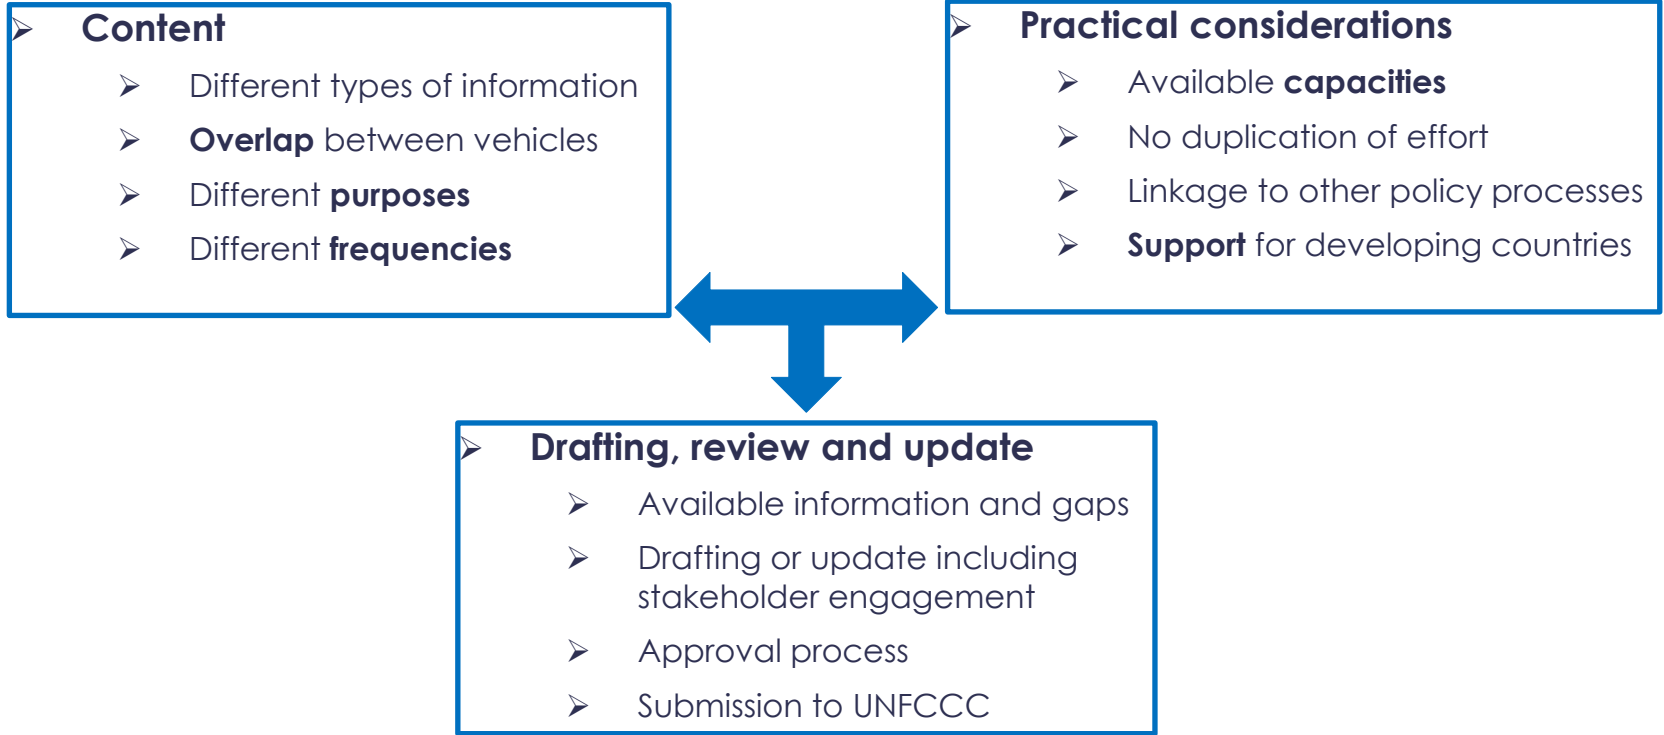 Content
Different types of information
Overlap between vehicles
Different purposes
Different frequencies
Practical considerations
Available capacities
No duplication of effort
Linkage to other policy processes
Support for developing countries
Drafting, review and update
Available information and gaps
Drafting or update including
stakeholder engagement
Approval process
Submission to UNFCCC